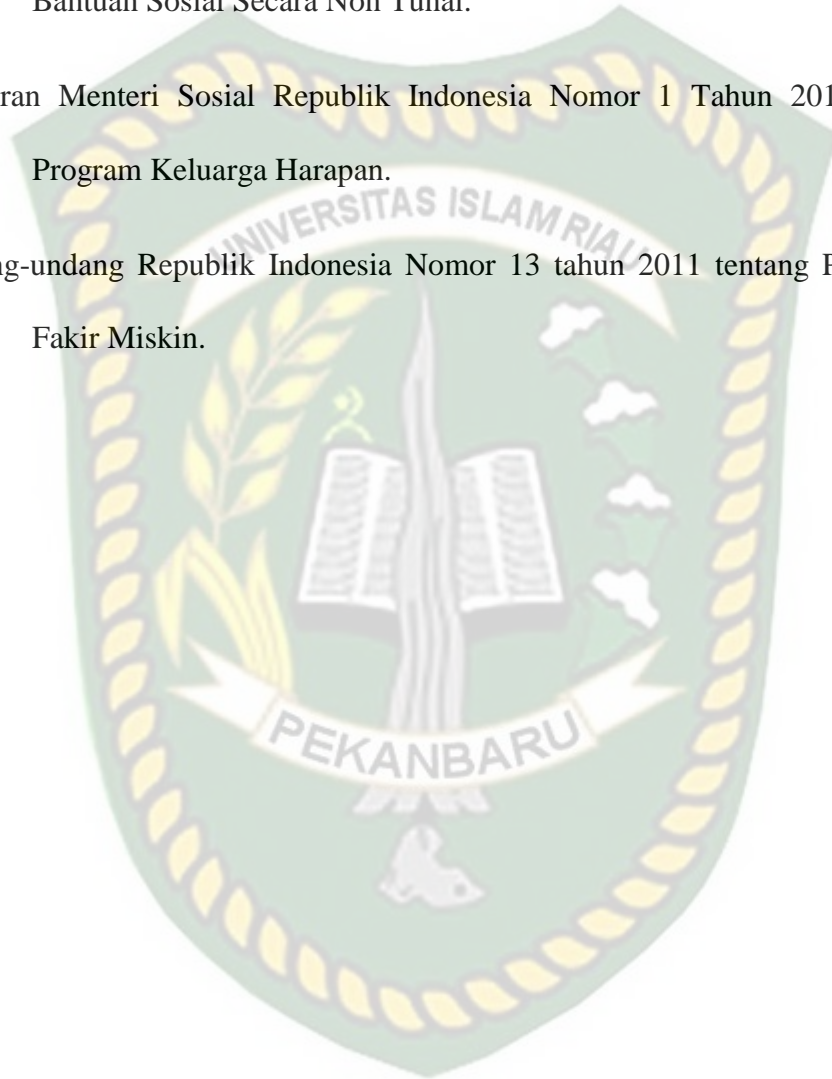 Bantuan Sosial Secara Non Tunai.
ran Menteri Sosial Republik Indonesia Nomor 1 Tahun 201
Program Keluarga Harapan.
UNIVERSITAS ISLAM RIAU
ng-undang Republik Indonesia Nomor 13 tahun 2011 tentang P
Fakir Miskin.
PEKANBARU